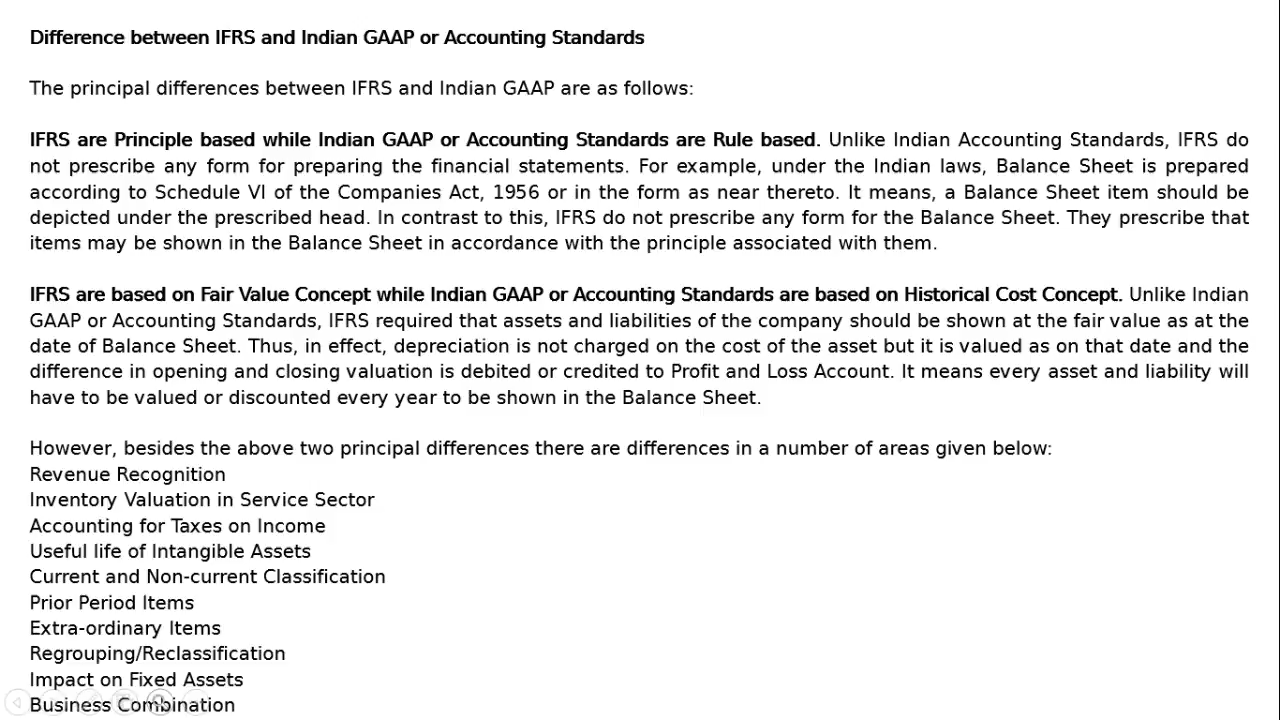 Difference between IFRS and Indian GAAP or Accounting Standards
The principal differences between IFRS and Indian GAAP are as follows:
IFRS are Principle based while Indian GAAP or Accounting Standards are Rule based. Unlike Indian Accounting Standards, IFRS do
not prescribe any form for preparing the financial statements. For example, under the Indian laws, Balance Sheet is prepared
according to Schedule VI of the Companies Act, 1956 or in the form as near thereto. It means, a Balance Sheet item should be
depicted under the prescribed head. In contrast to this, IFRS do not prescribe any form for the Balance Sheet. They prescribe that
items may be shown in the Balance Sheet in accordance with the principle associated with them.
IFRS are based on Fair Value Concept while Indian GAAP or Accounting Standards are based on Historical Cost Concept. Unlike Indian
GAAP or Accounting Standards, IFRS required that assets and liabilities of the company should be shown at the fair value as at the
date of Balance Sheet. Thus, in effect, depreciation is not charged on the cost of the asset but it is valued as on that date and the
difference in opening and closing valuation is debited or credited to Profit and Loss Account. It means every asset and liability will
have to be valued or discounted every year to be shown in the Balance Sheet.
However, besides the above two principal differences there are differences in a number of areas given below:
Revenue Recognition
Inventory Valuation in Service Sector
Accounting for Taxes on Income
Useful life of Intangible Assets
Current and Non-current Classification
Prior Period Items
Extra-ordinary Items
Regrouping/Reclassification
Impact on Fixed Assets
Business Combination